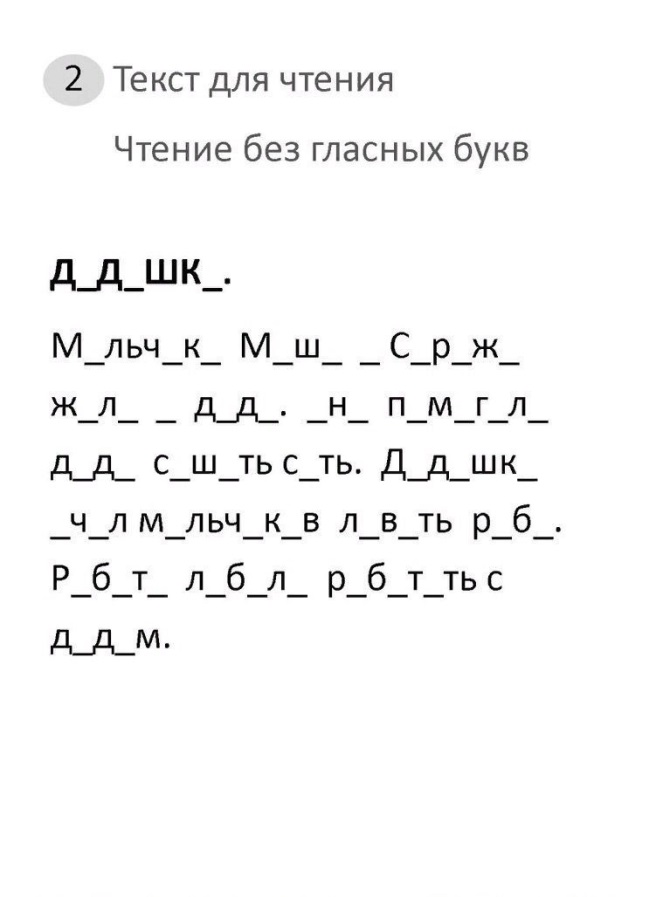 2 Текст для чтения
Чтение без гласных букв
Д_Д_ШК_.
М_льч_к_ М_ш_ _ С_р_ж_
ж_л_ _ д_д_. _н_ п_м_г_л_
д_д_ с_ш_ть с_ть. Д_д_шк_
_ч_л м_льч_к_в л_в_ть р_б_.
Р_б_т_ л_б_л_ р_б_т_ть с
д_д_м.